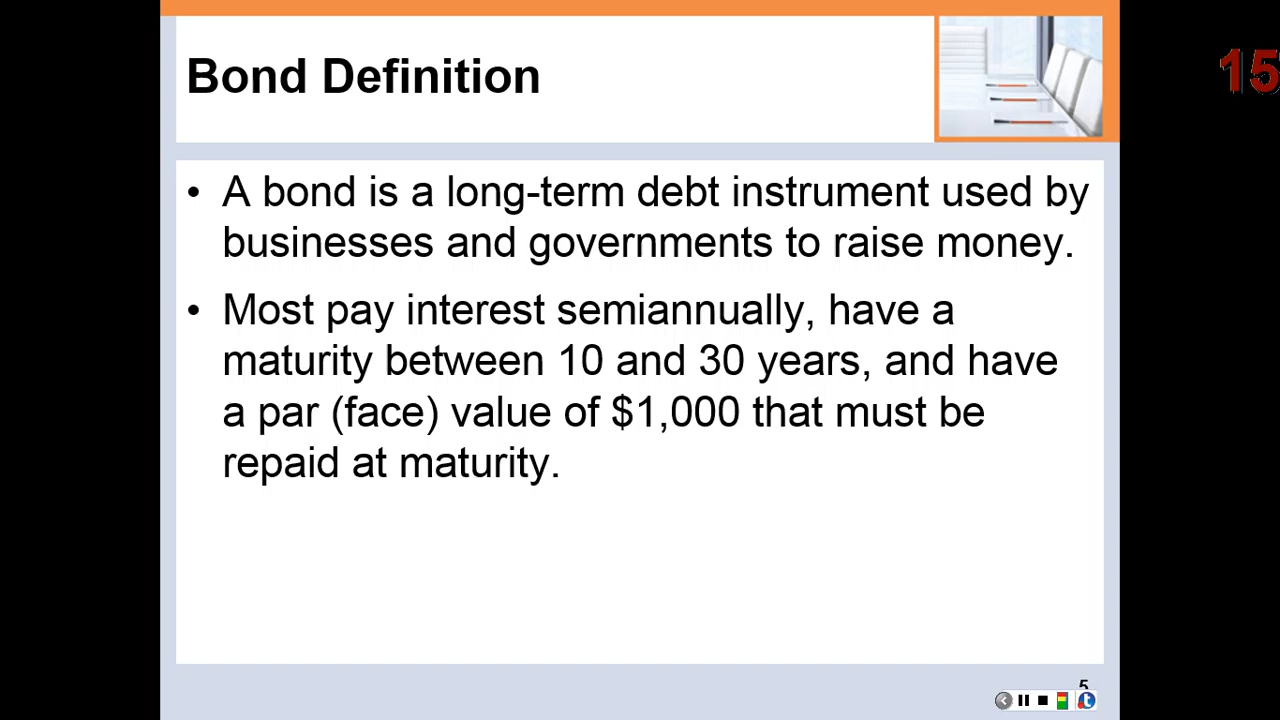 Bond Definition
15
• A bond is a long-term debt instrument used by
businesses and governments to raise money.
• Most pay interest semiannually, have a
maturity between 10 and 30 years, and have
a par (face) value of $1,000 that must be
repaid at maturity.
5
t